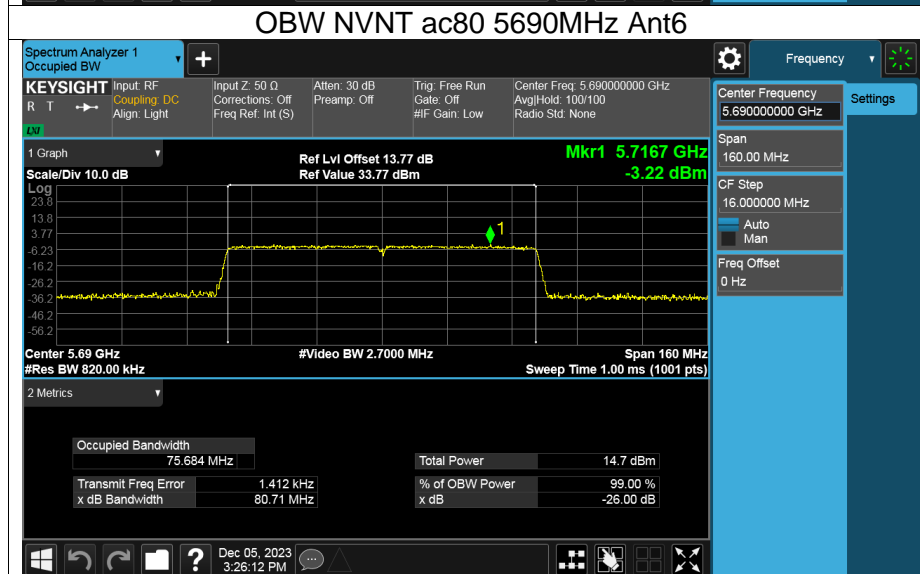 OBW NVNT ac80 5690MHz Ant6
Spectrum Analyzer 1
Occupied BW
+
Frequency
KEYSIGHT
R T
LXI
Input: RF
Coupling: DC
Align: Light
Input Z: 50 Ω
Corrections: Off
Freq Ref: Int (S)
Atten: 30 dB
Preamp: Off
Trig: Free Run
Gate: Off
#IF Gain: Low
Center Freq: 5.690000000 GHz
Avg|Hold: 100/100
Radio Std: None
Center Frequency
5.690000000 GHz
Settings
Span
160.00 MHz
CF Step
16.000000 MHz
Auto
Man
Freq Offset
0 Hz
1 Graph
Scale/Div 10.0 dB
Ref Lvl Offset 13.77 dB
Ref Value 33.77 dBm
Mkr1 5.7167 GHz
-3.22 dBm
Log
23.8
13.8
3.77
-6.23
-16.2
-26.2
-36.2
-46.2
-56.2
1
Center 5.69 GHz
#Res BW 820.00 kHz
#Video BW 2.7000 MHz
Span 160 MHz
Sweep Time 1.00 ms (1001 pts)
2 Metrics
Occupied Bandwidth
75.684 MHz
Total Power 14.7 dBm
Transmit Freq Error 1.412 kHz
% of OBW Power 99.00 %
x dB Bandwidth 80.71 MHz
x dB -26.00 dB
?
Dec 05, 2023
3:26:12 PM